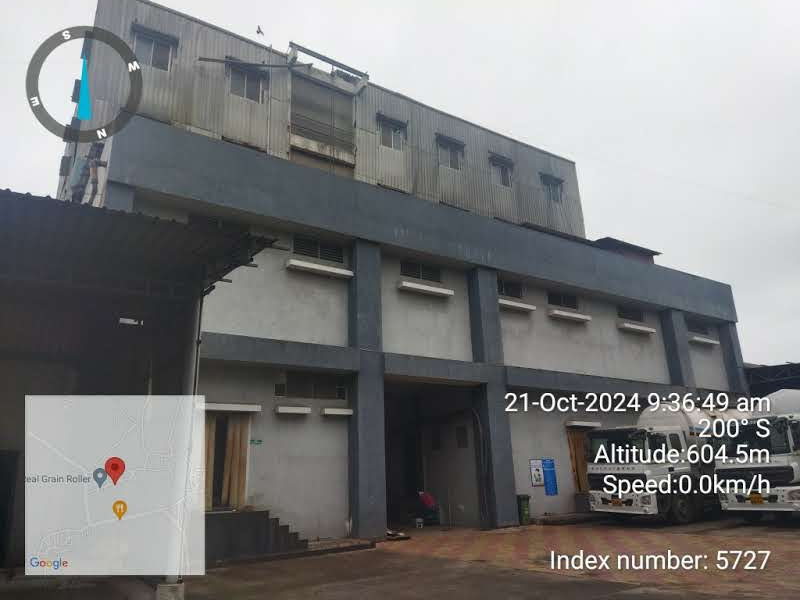 S
W
E
N
21-Oct-2024 9:36:49 am
200° S
Altitude:604.5m
Speed:0.0km/h
eal Grain Roller
Google
Index number: 5727